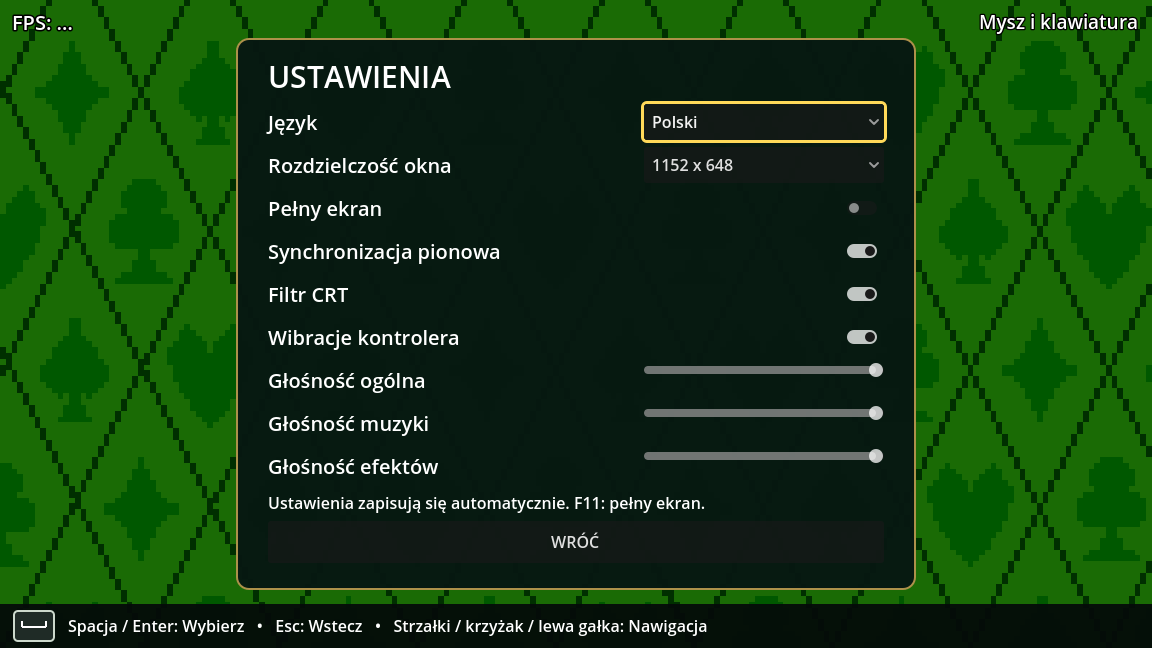 FPS: ...
Mysz i klawiatura
USTAWIENIA
Język
Polski
Rozdzielczość okna
1152 x 648
Pełny ekran
Synchronizacja pionowa
Filtr CRT
Wibracje kontrolera
Głośność ogólna
Głośność muzyki
Głośność efektów
Ustawienia zapisują się automatycznie. F11: pełny ekran.
WRÓĆ
Spacja / Enter: Wybierz • Esc: Wstecz • Strzałki / krzyżak / lewa gałka: Nawigacja